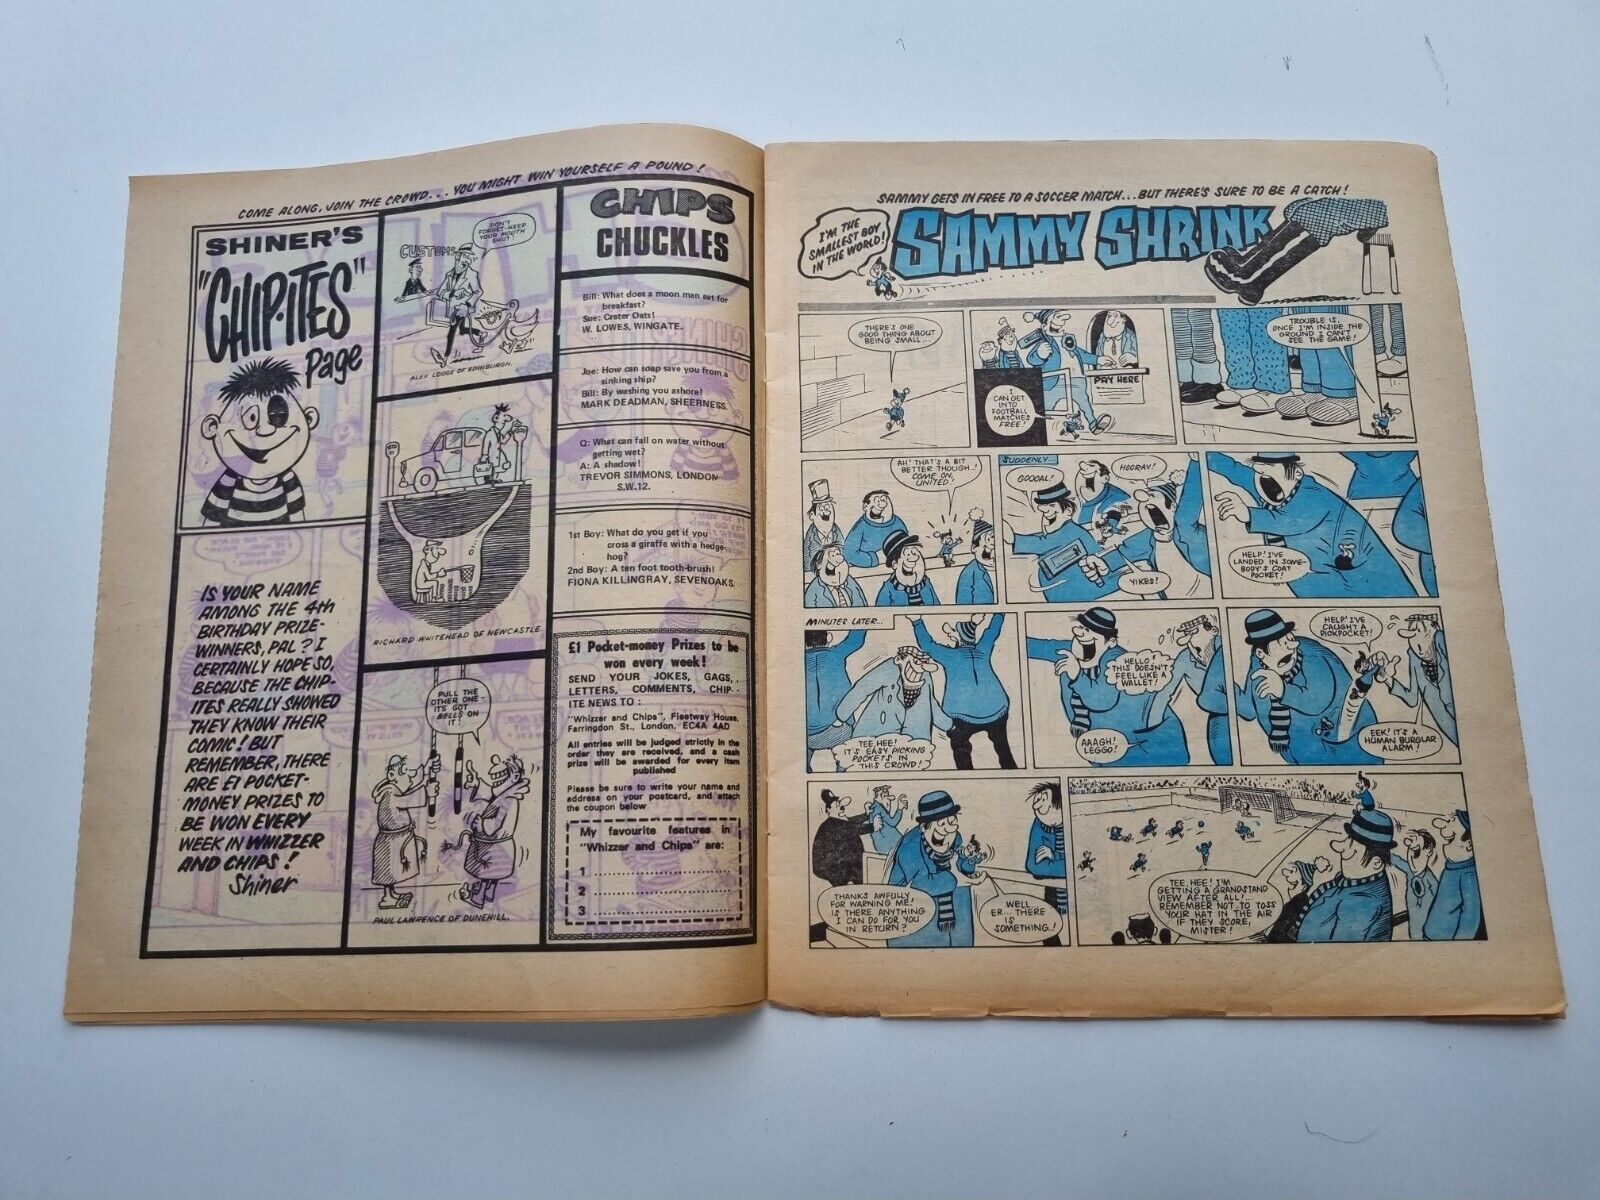 COME ALONG, JOIN THE CROWD... YOU MIGHT WIN YOURSELF A POUND!
SHINER'S
"CHIP-ITES"
Page
IS YOUR NAME
AMONG THE 4th
BIRTHDAY PRIZE-
WINNERS, PAL? I
CERTAINLY HOPE SO,
BECAUSE THE CHIP-
ITES REALLY SHOWED
THEY KNOW THEIR
COMIC! BUT
REMEMBER, THERE
ARE £1 POCKET-
MONEY PRIZES TO
BE WON EVERY
WEEK IN WHIZZER
AND CHIPS!
Shiner
CUSTOMS
DON'T
FORGET-KEEP
YOUR MOUTH
SHUT!
ALEX LODGE OF EDINBURGH.
RICHARD WHITEHEAD OF NEWCASTLE.
PULL THE
OTHER ONE-
ITS GOT
BELLS ON
IT!
PAUL LAWRENCE OF DUNEHILL.
CHIPS
CHUCKLES
Bill: What does a moon man eat for
breakfast?
Sue: Crater Oats!
W. LOWES, WINGATE.
Joe: How can soap save you from a
sinking ship?
Bill: By washing you ashore!
MARK DEADMAN, SHEERNESS.
Q: What can fall on water without
getting wet?
A: A shadow!
TREVOR SIMMONS, LONDON
S.W.12.
1st Boy: What do you get if you
cross a giraffe with a hedge-
hog?
2nd Boy: A ten foot tooth-brush!
FIONA KILLINGRAY, SEVENOAKS.
£1 Pocket-money Prizes to be
won every week!
SEND YOUR JOKES, GAGS,
LETTERS, COMMENTS, CHIP-
ITE NEWS TO:
"Whizzer and Chips", Fleetway House,
Farringdon St., London, EC4A 4AD
All entries will be judged strictly in the
order they are received, and a cash
prize will be awarded for every item
published
Please be sure to write your name and
address on your postcard, and attach
the coupon below
My favourite features in
"Whizzer and Chips" are:
1
2
3
SAMMY GETS IN FREE TO A SOCCER MATCH...BUT THERE'S SURE TO BE A CATCH!
I'M THE
SMALLEST BOY
IN THE WORLD!
SAMMY SHRINK
THERE'S ONE
GOOD THING ABOUT
BEING SMALL...
PAY HERE
I
CAN GET
INTO
FOOTBALL
MATCHES
FREE!
TROUBLE IS,
ONCE I'M INSIDE THE
GROUND I CAN'T
SEE THE GAME!
AH! THAT'S A BIT
BETTER THOUGH!
COME ON,
UNITED!
SUDDENLY...
GOOOAL!
HOORAY!
YIKES!
HELP! I'VE
LANDED IN SOME-
BODY'S COAT
POCKET!
MINUTES LATER...
TEE, HEE!
IT'S EASY PICKING
POCKETS IN
THIS CROWD!
HELLO!
THIS DOESN'T
FEEL LIKE A
WALLET!
AAAGH!
LEGGO!
HELP! I'VE
CAUGHT A
PICKPOCKET!
EEK! IT'S A
HUMAN BURGLAR
ALARM!
THANKS AWFULLY
FOR WARNING ME!
IS THERE ANYTHING
I CAN DO FOR YOU
IN RETURN?
WELL...
ER... THERE
IS
SOMETHING..!
TEE, HEE! I'M
GETTING A GRANDSTAND
VIEW AFTER ALL!...
REMEMBER NOT TO TOSS
YOUR HAT IN THE AIR
IF THEY SCORE,
MISTER!